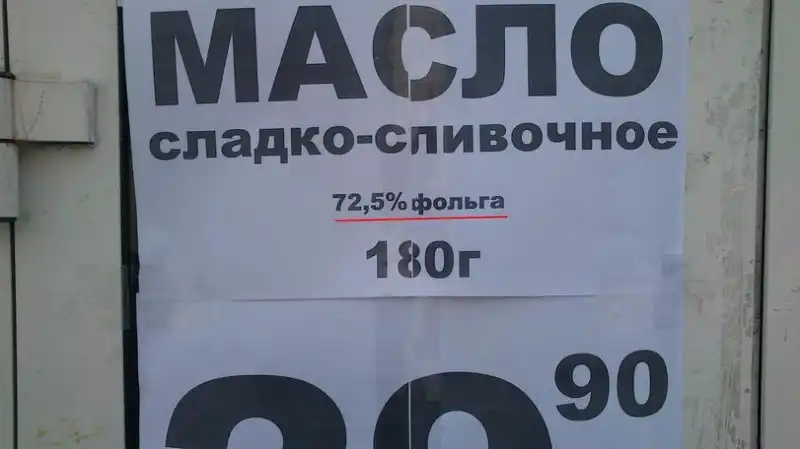 МАСЛО
сладко-сливочное
72,5% фольга
180г
90